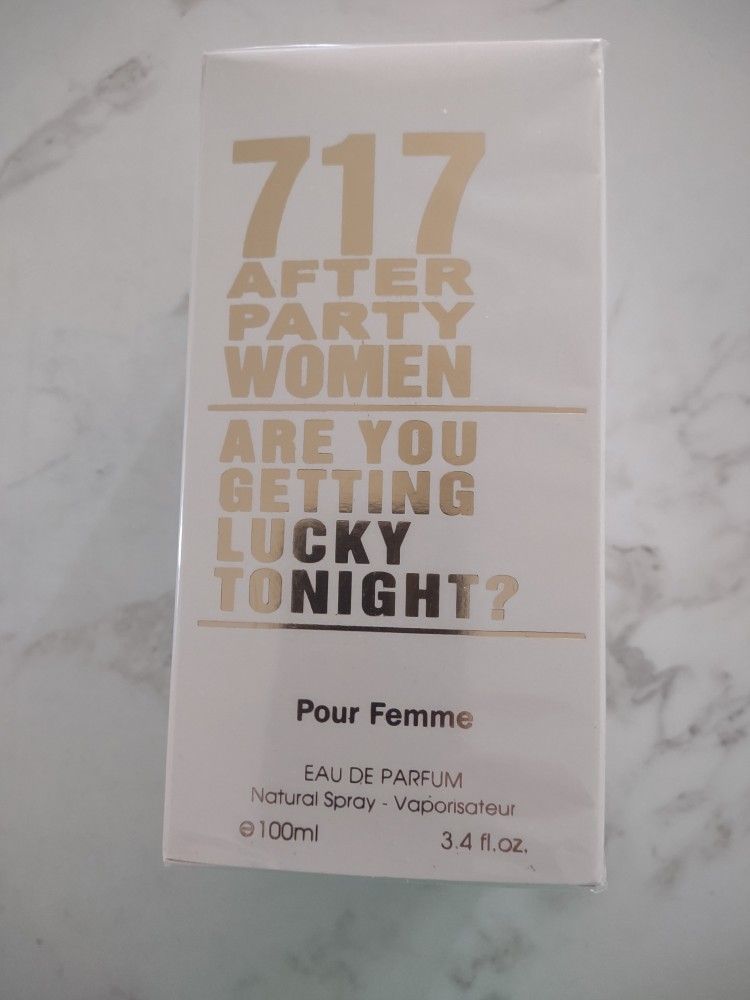 717
AFTER
PARTY
WOMEN
ARE YOU
GETTING
LUCKY
TONIGHT?
Pour Femme
EAU DE PARFUM
Natural Spray - Vaporisateur
℮100ml 3.4 fl.oz.